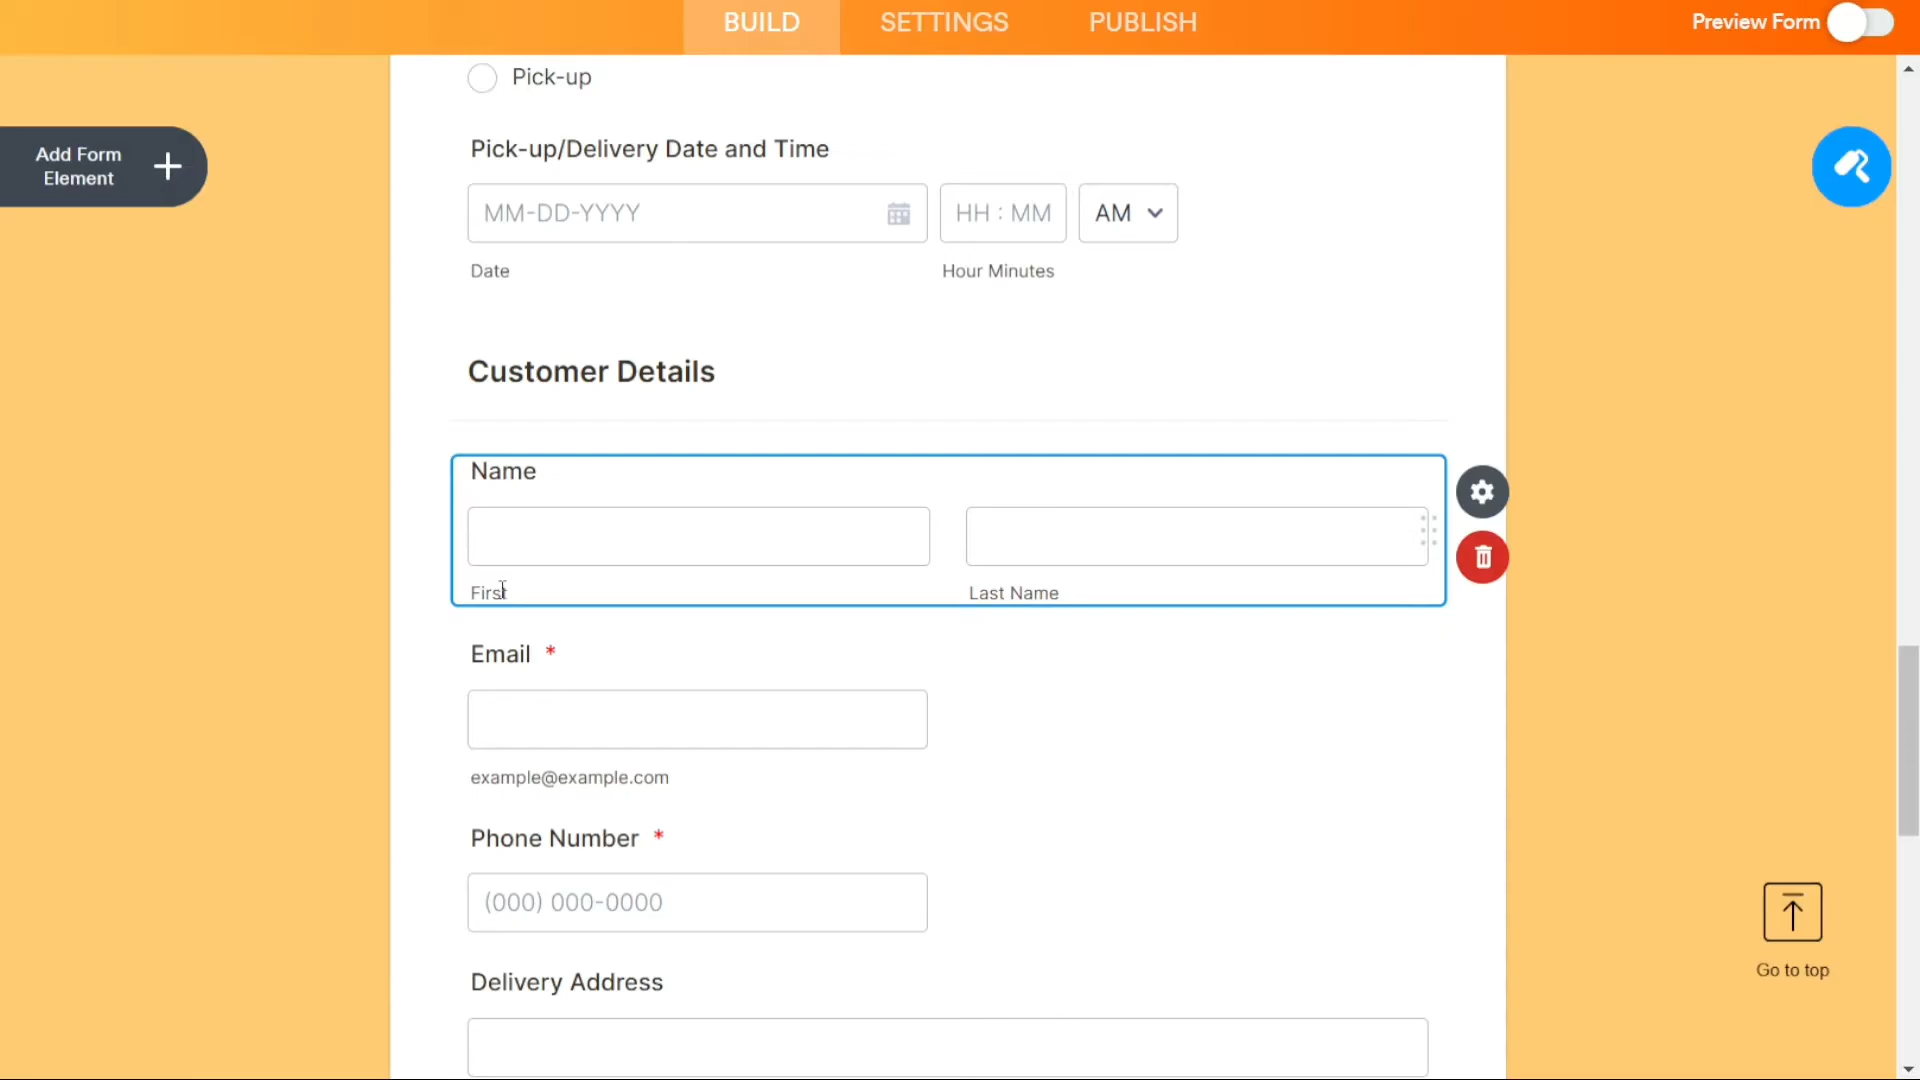 BUILD SETTINGS PUBLISH Preview Form
Pick-up
Add Form
Element
Pick-up/Delivery Date and Time
MM-DD-YYYY HH : MM AM
Date Hour Minutes
Customer Details
Name
First Last Name
Email *
example@example.com
Phone Number *
(000) 000-0000
Delivery Address
Go to top